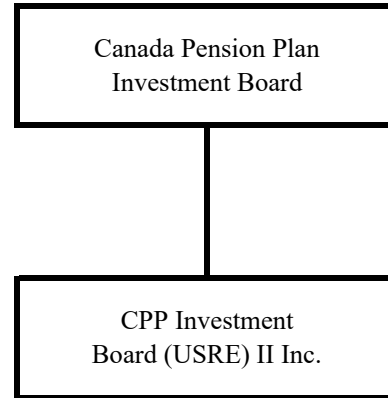 Canada Pension Plan
Investment Board
CPP Investment
Board (USRE) II Inc.